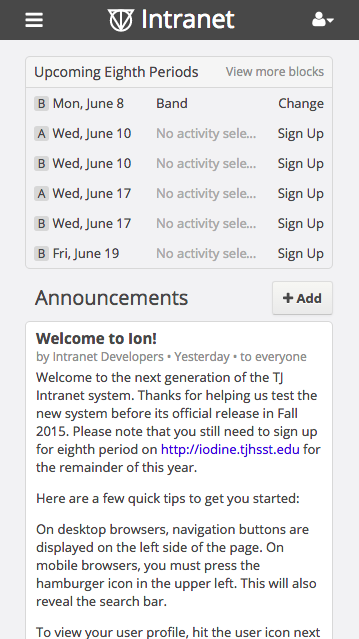 Intranet
Upcoming Eighth Periods View more blocks
B Mon, June 8 Band Change
A Wed, June 10 No activity sele... Sign Up
B Wed, June 10 No activity sele... Sign Up
A Wed, June 17 No activity sele... Sign Up
B Wed, June 17 No activity sele... Sign Up
B Fri, June 19 No activity sele... Sign Up
Announcements + Add
Welcome to Ion!
by Intranet Developers • Yesterday • to everyone
Welcome to the next generation of the TJ
Intranet system. Thanks for helping us test the
new system before its official release in Fall
2015. Please note that you still need to sign up
for eighth period on http://iodine.tjhsst.edu for
the remainder of this year.
Here are a few quick tips to get you started:
On desktop browsers, navigation buttons are
displayed on the left side of the page. On
mobile browsers, you must press the
hamburger icon in the upper left. This will also
reveal the search bar.
To view your user profile, hit the user icon next